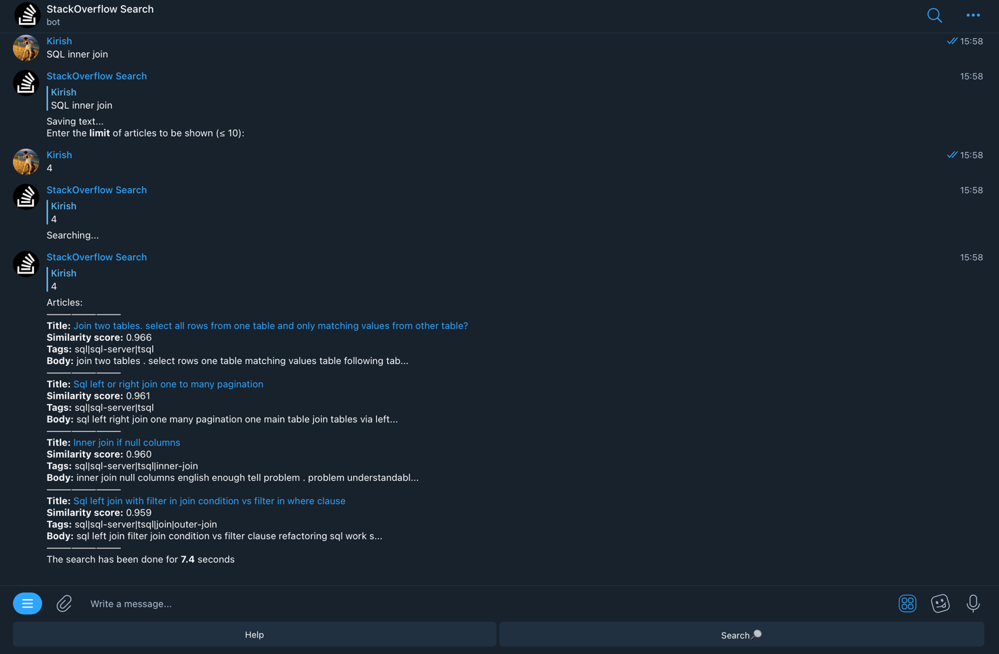 StackOverflow Search
bot
Kirish 15:58
SQL inner join
StackOverflow Search 15:58
Kirish
SQL inner join
Saving text...
Enter the limit of articles to be shown (≤ 10):
Kirish 15:58
4
StackOverflow Search 15:58
Kirish
4
Searching...
StackOverflow Search 15:58
Kirish
4
Articles:
Title: Join two tables. select all rows from one table and only matching values from other table?
Similarity score: 0.966
Tags: sql|sql-server|tsql
Body: join two tables . select rows one table matching values table following tab...
Title: Sql left or right join one to many pagination
Similarity score: 0.961
Tags: sql|sql-server|tsql
Body: sql left right join one many pagination one main table join tables via left...
Title: Inner join if null columns
Similarity score: 0.960
Tags: sql|sql-server|tsql|inner-join
Body: inner join null columns english enough tell problem . problem understandabl...
Title: Sql left join with filter in join condition vs filter in where clause
Similarity score: 0.959
Tags: sql|sql-server|tsql|join|outer-join
Body: sql left join filter join condition vs filter clause refactoring sql work s...
The search has been done for 7.4 seconds
Write a message...
Help Search🔎